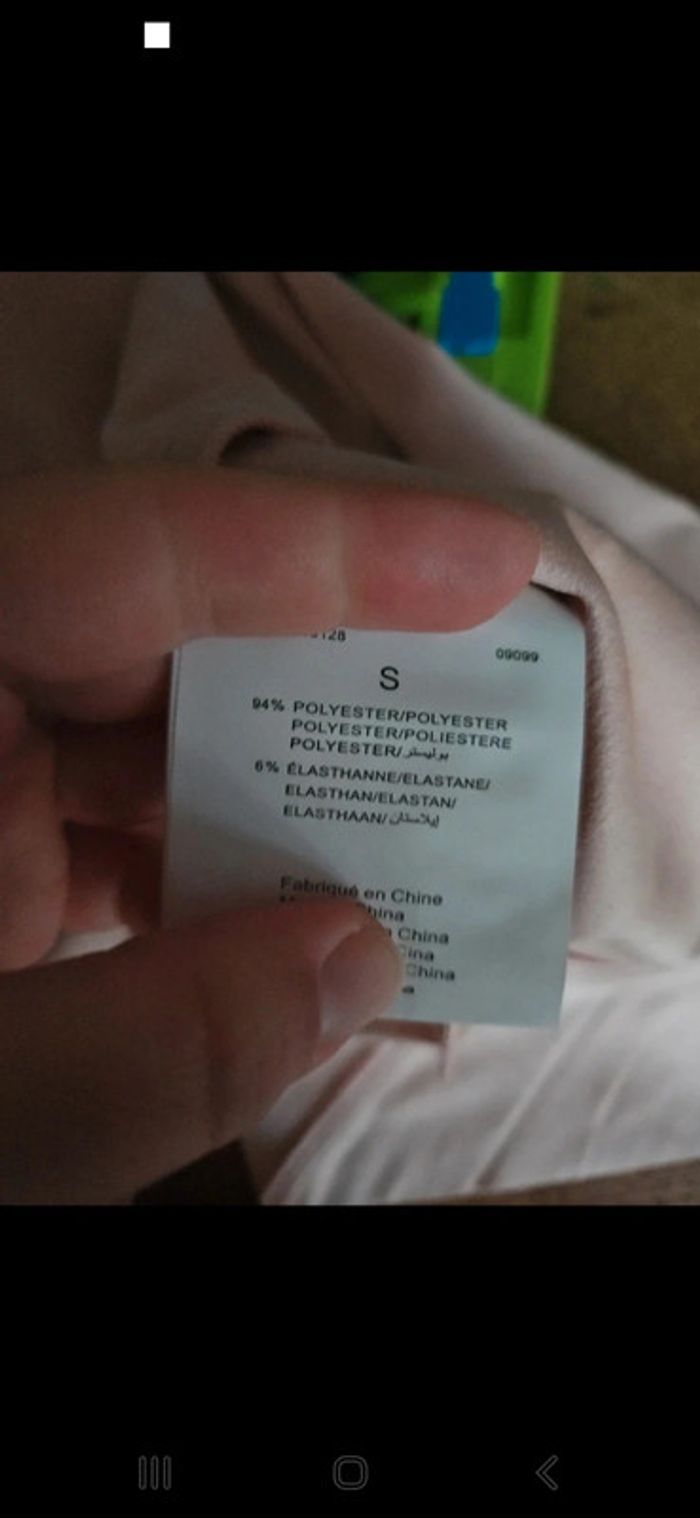 128
09099
S
94% POLYESTER/POLYESTER
POLYESTER/POLIESTERE
POLYESTER/بوليستر
6% ÉLASTHANNE/ELASTANE/
ELASTHAN/ELASTAN/
ELASTHAAN/إيلاستان
Fabriqué en Chine
China
China
China